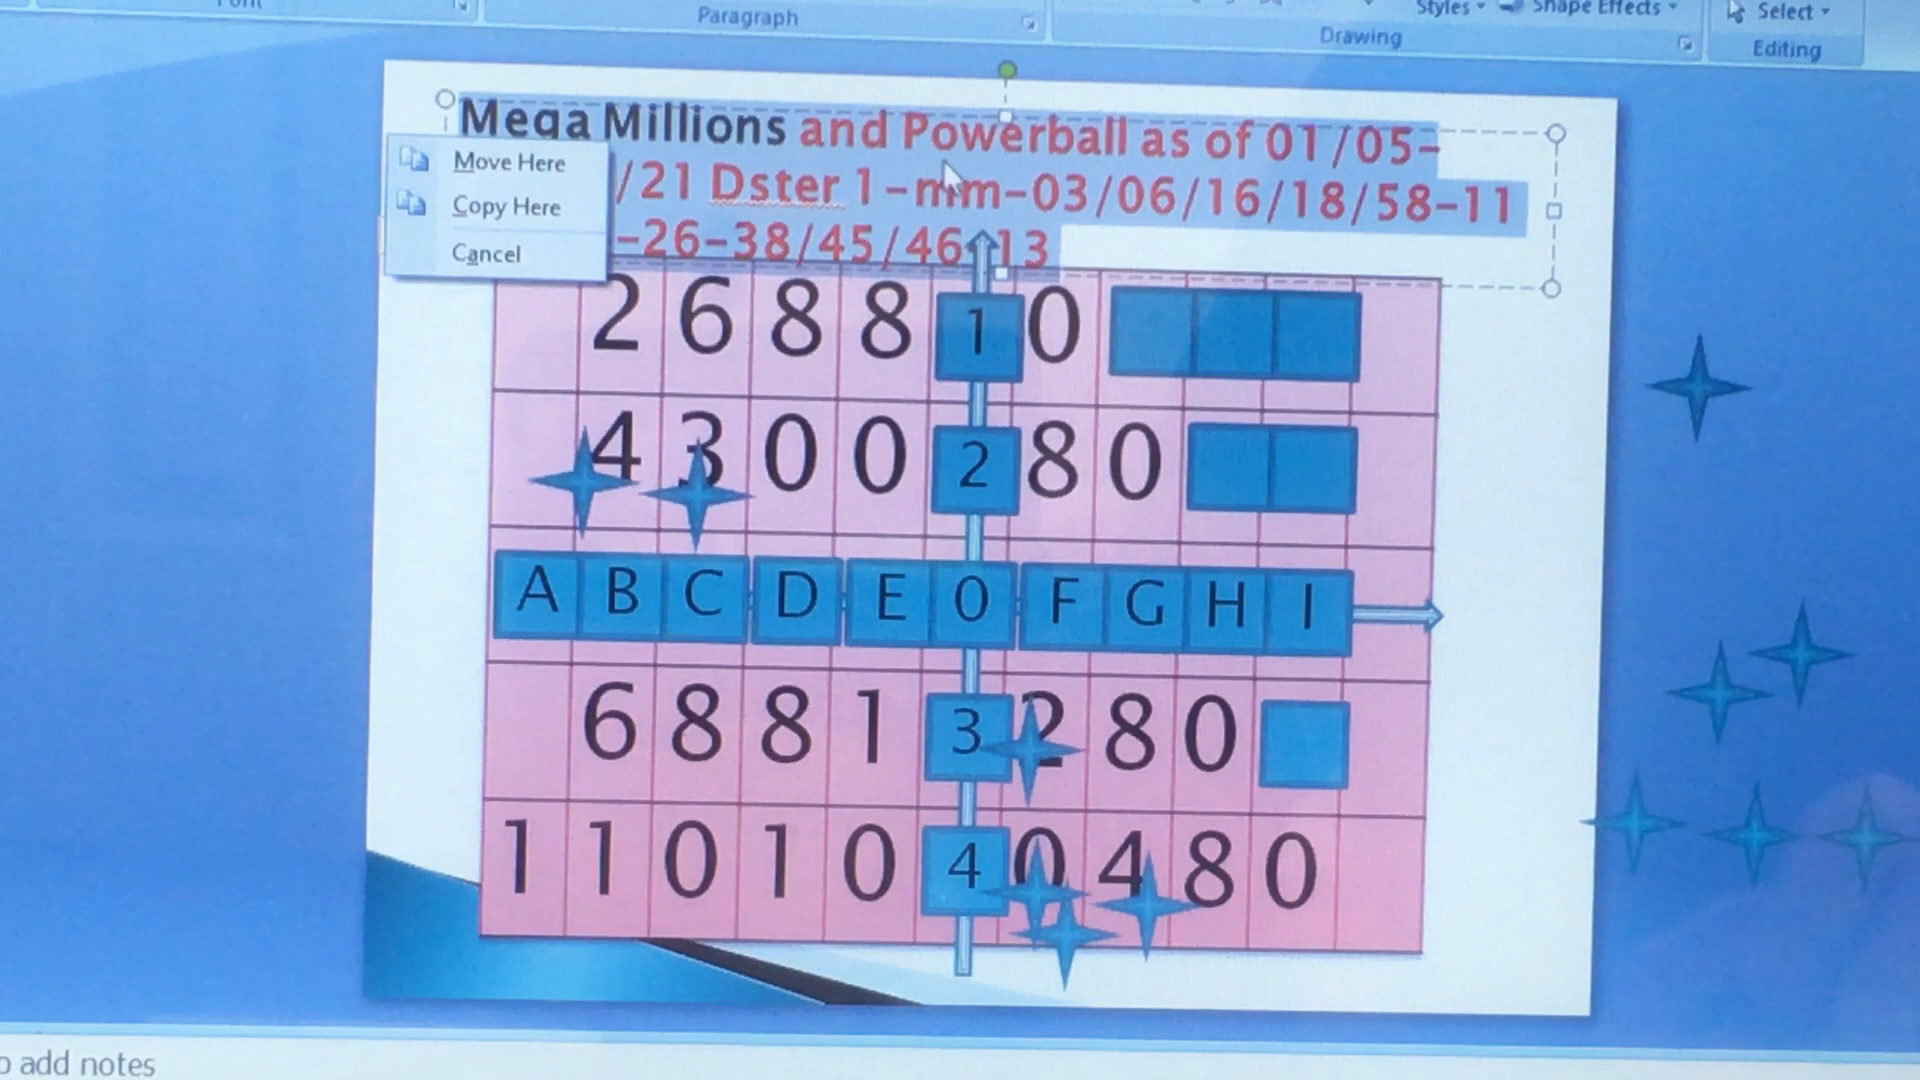 Paragraph
Styles
Shape Effects
Drawing
Select
Editing
Mega Millions and Powerball as of 01/05-
/21 Dster 1-mm-03/06/16/18/58-11
-26-38/45/46-13
Move Here
Copy Here
Cancel
2 6 8 8 1 0
4 3 0 0 2 8 0
A B C D E 0 F G H I
6 8 8 1 3 2 8 0
1 1 0 1 0 4 0 4 8 0
add notes